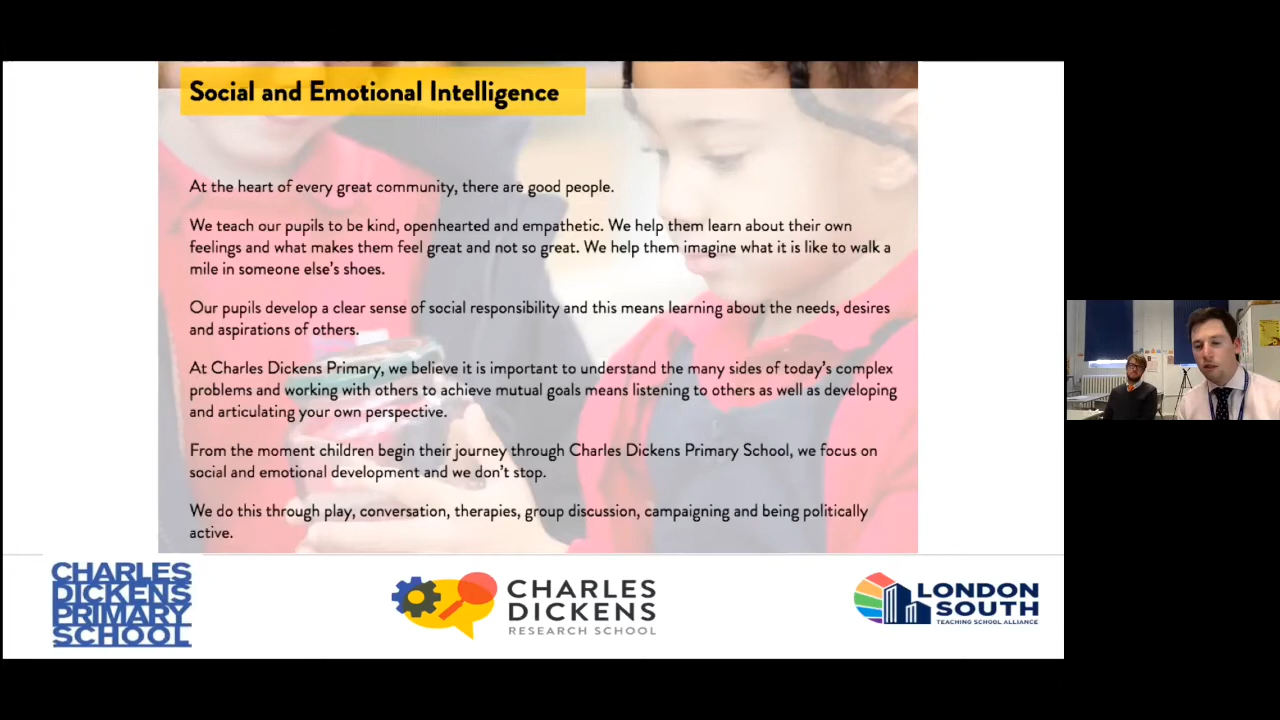 Social and Emotional Intelligence
At the heart of every great community, there are good people.
We teach our pupils to be kind, openhearted and empathetic. We help them learn about their own
feelings and what makes them feel great and not so great. We help them imagine what it is like to walk a
mile in someone else's shoes.
Our pupils develop a clear sense of social responsibility and this means learning about the needs, desires
and aspirations of others.
At Charles Dickens Primary, we believe it is important to understand the many sides of today's complex
problems and working with others to achieve mutual goals means listening to others as well as developing
and articulating your own perspective.
From the moment children begin their journey through Charles Dickens Primary School, we focus on
social and emotional development and we don't stop.
We do this through play, conversation, therapies, group discussion, campaigning and being politically
active.
CHARLES
DICKENS
PRIMARY
SCHOOL
CHARLES
DICKENS
RESEARCH SCHOOL
LONDON
SOUTH
TEACHING SCHOOL ALLIANCE